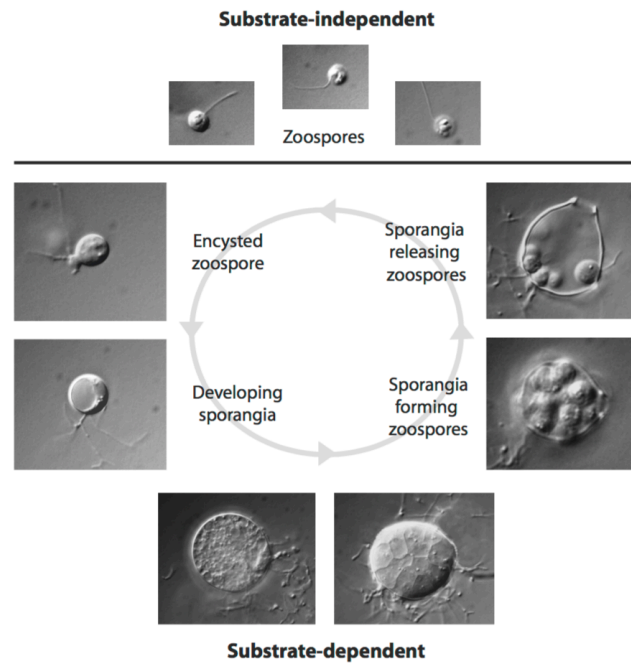 Substrate-independent
Zoospores
Encysted
zoospore
Sporangia
releasing
zoospores
Developing
sporangia
Sporangia
forming
zoospores
Substrate-dependent